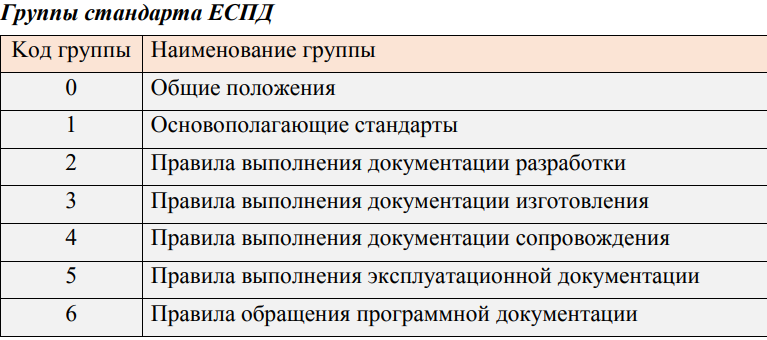 Группы стандарта ЕСПД
Код группы Наименование группы
0 Общие положения
1 Основополагающие стандарты
2 Правила выполнения документации разработки
3 Правила выполнения документации изготовления
4 Правила выполнения документации сопровождения
5 Правила выполнения эксплуатационной документации
6 Правила обращения программной документации